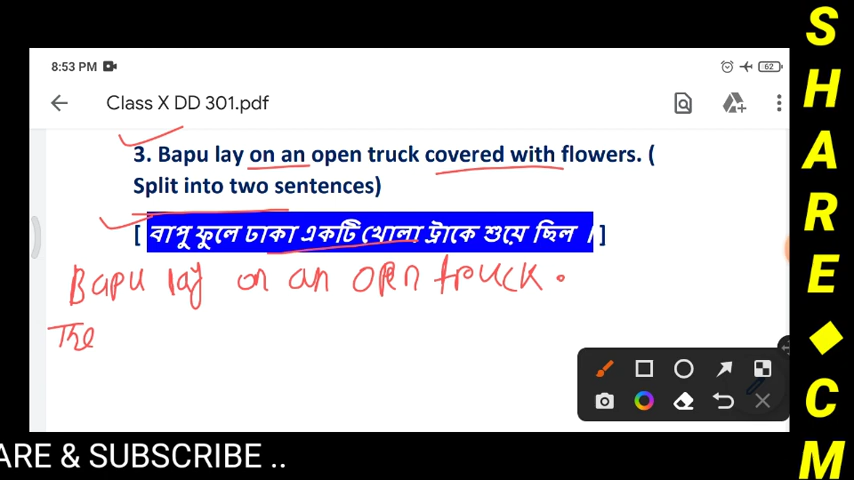 8:53 PM
62
Class X DD 301.pdf
3. Bapu lay on an open truck covered with flowers. (
Split into two sentences)
[ বাপু ফুলে ঢাকা একটি খোলা ট্রাকে শুয়ে ছিল । ]
Bapu lay on an open truck.
The
ARE & SUBSCRIBE ..
SHARE ◆ CM